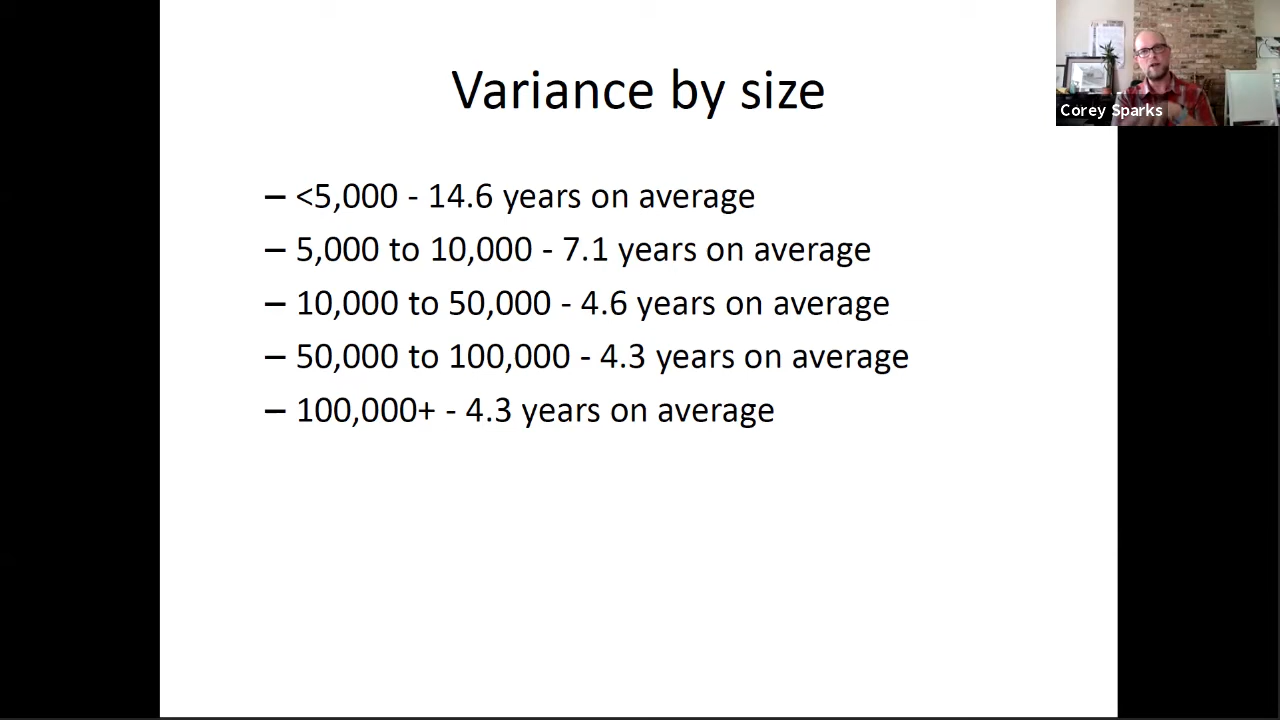 Variance by size
Corey Sparks
– <5,000 - 14.6 years on average
– 5,000 to 10,000 - 7.1 years on average
– 10,000 to 50,000 - 4.6 years on average
– 50,000 to 100,000 - 4.3 years on average
– 100,000+ - 4.3 years on average